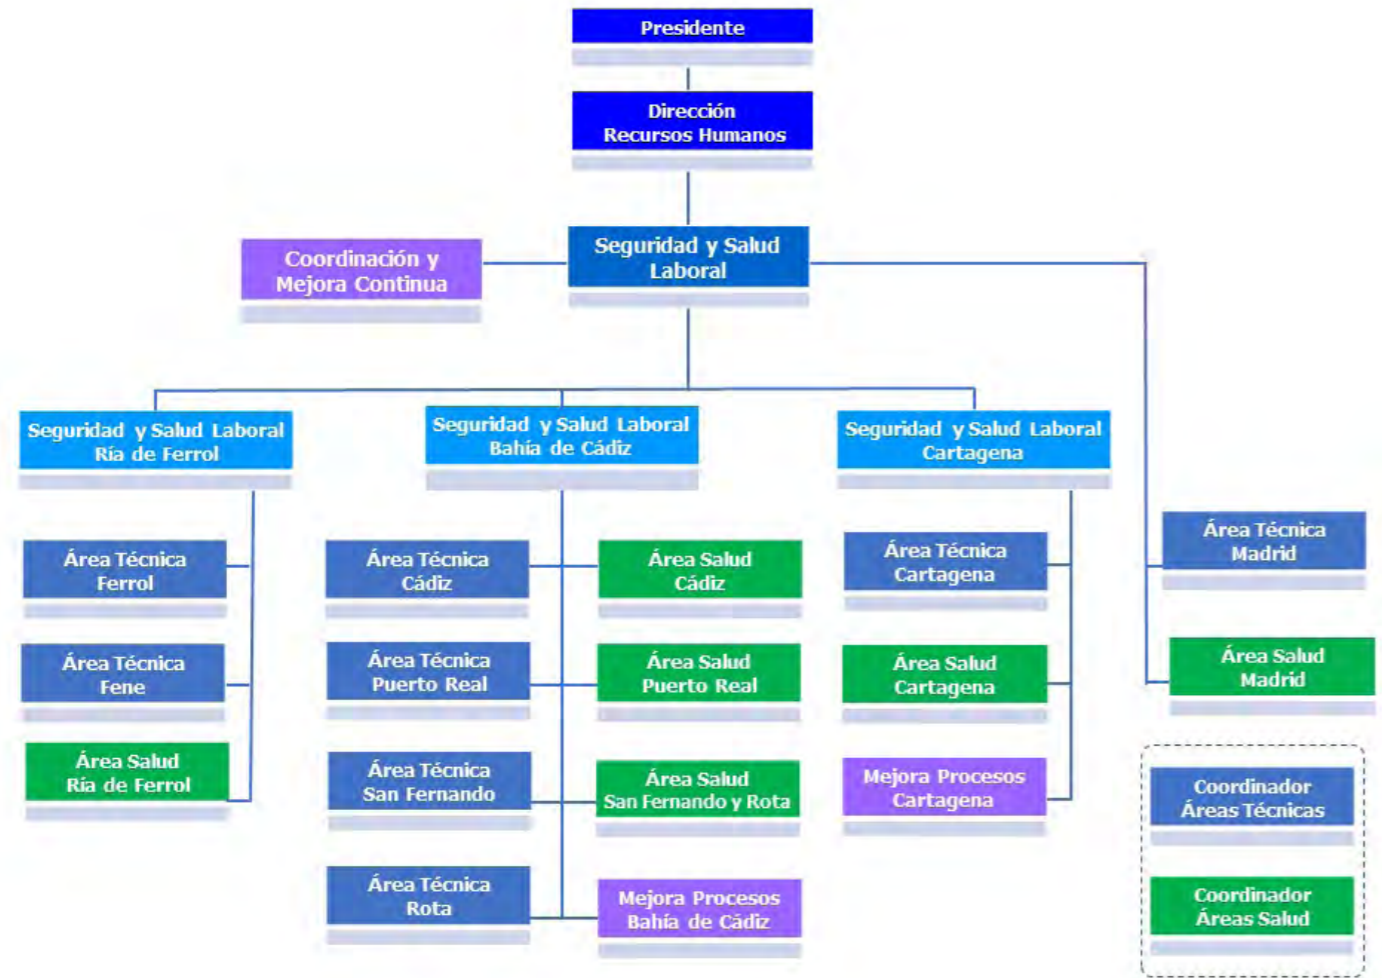 Presidente
Dirección
Recursos Humanos
Seguridad y Salud
Laboral
Coordinación y
Mejora Continua
Seguridad y Salud Laboral
Ría de Ferrol
Área Técnica
Ferrol
Área Técnica
Fene
Área Salud
Ría de Ferrol
Seguridad y Salud Laboral
Bahía de Cádiz
Área Técnica
Cádiz
Área Salud
Cádiz
Área Técnica
Puerto Real
Área Salud
Puerto Real
Área Técnica
San Fernando
Área Salud
San Fernando y Rota
Área Técnica
Rota
Mejora Procesos
Bahía de Cádiz
Seguridad y Salud Laboral
Cartagena
Área Técnica
Cartagena
Área Salud
Cartagena
Mejora Procesos
Cartagena
Área Técnica
Madrid
Área Salud
Madrid
Coordinador
Áreas Técnicas
Coordinador
Áreas Salud